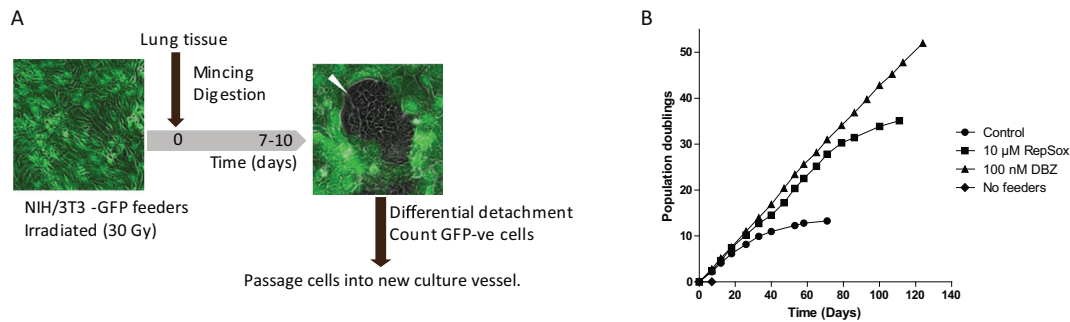 A
Lung tissue
Mincing
Digestion
0
7-10
Time (days)
NIH/3T3 -GFP feeders
Irradiated (30 Gy)
Differential detachment
Count GFP-ve cells
Passage cells into new culture vessel.
B
Population doublings
50
40
30
20
10
0
0 20 40 60 80 100 120 140
Time (Days)
Control
10 µM RepSox
100 nM DBZ
No feeders